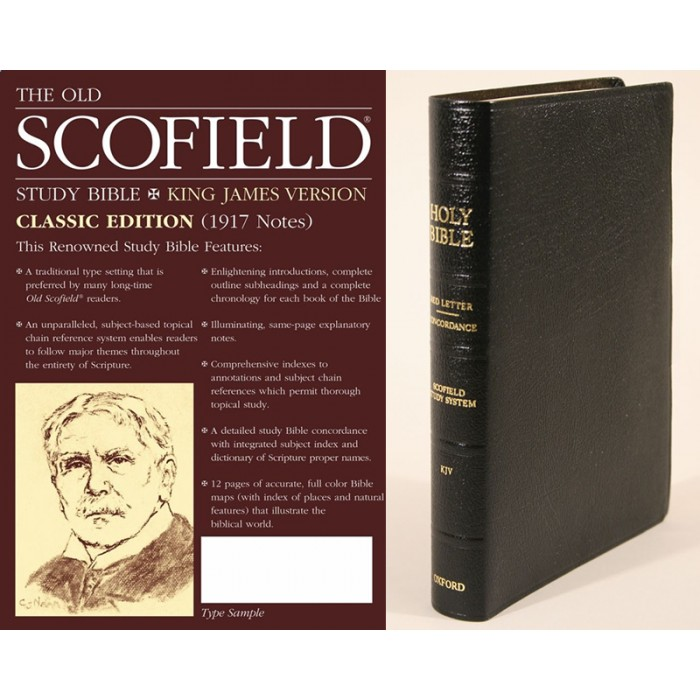 THE OLD
SCOFIELD®
STUDY BIBLE ✠ KING JAMES VERSION
CLASSIC EDITION (1917 Notes)
This Renowned Study Bible Features:
✠ A traditional type setting that is
preferred by many long-time
Old Scofield® readers.
✠ An unparalleled, subject-based topical
chain reference system enables readers
to follow major themes throughout
the entirety of Scripture.
✠ Enlightening introductions, complete
outline subheadings and a complete
chronology for each book of the Bible
✠ Illuminating, same-page explanatory
notes.
✠ Comprehensive indexes to
annotations and subject chain
references which permit thorough
topical study.
✠ A detailed study Bible concordance
with integrated subject index and
dictionary of Scripture proper names.
✠ 12 pages of accurate, full color Bible
maps (with index of places and natural
features) that illustrate the
biblical world.
Type Sample
HOLY
BIBLE
RED LETTER
CONCORDANCE
SCOFIELD
STUDY SYSTEM
KJV
OXFORD